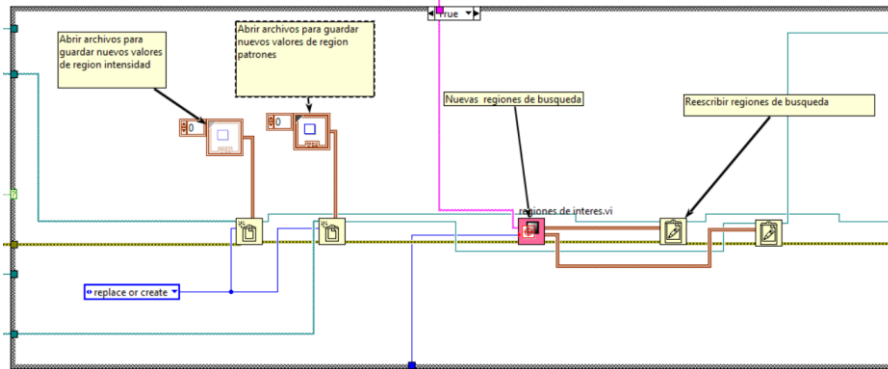 True
Abrir archivos para
guardar nuevos valores
de region intensidad
Abrir archivos para guardar
nuevos valores de region
patrones
Nuevas regiones de busqueda
Reescribir regiones de busqueda
0
0
regiones de interes.vi
replace or create